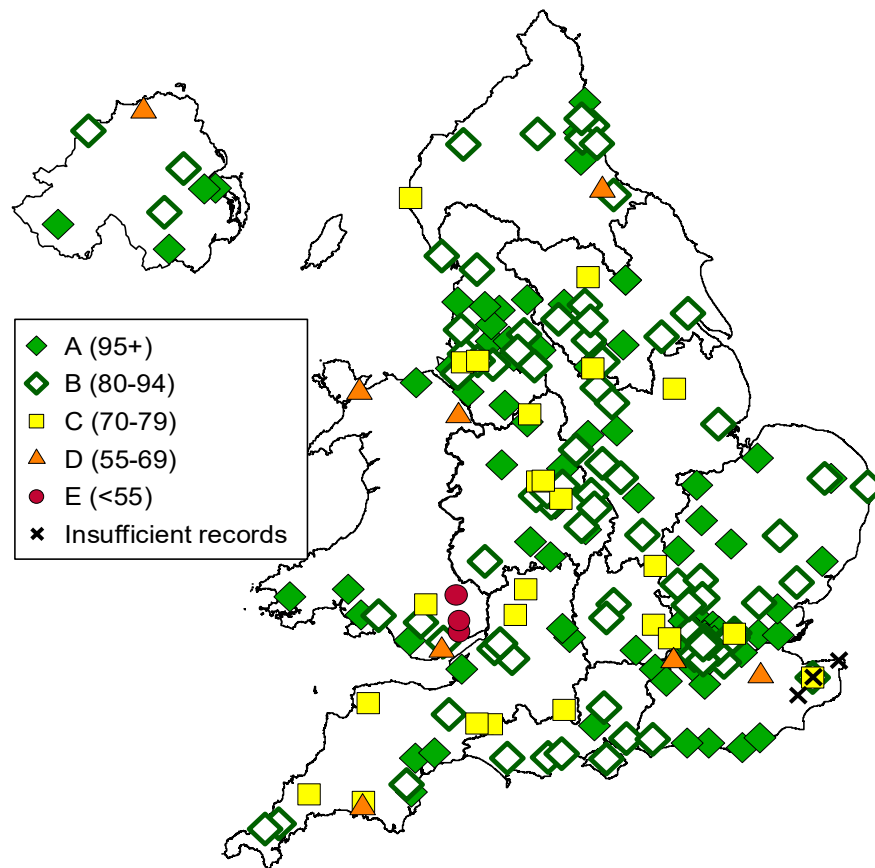 A (95+)
B (80-94)
C (70-79)
D (55-69)
E (<55)
Insufficient records